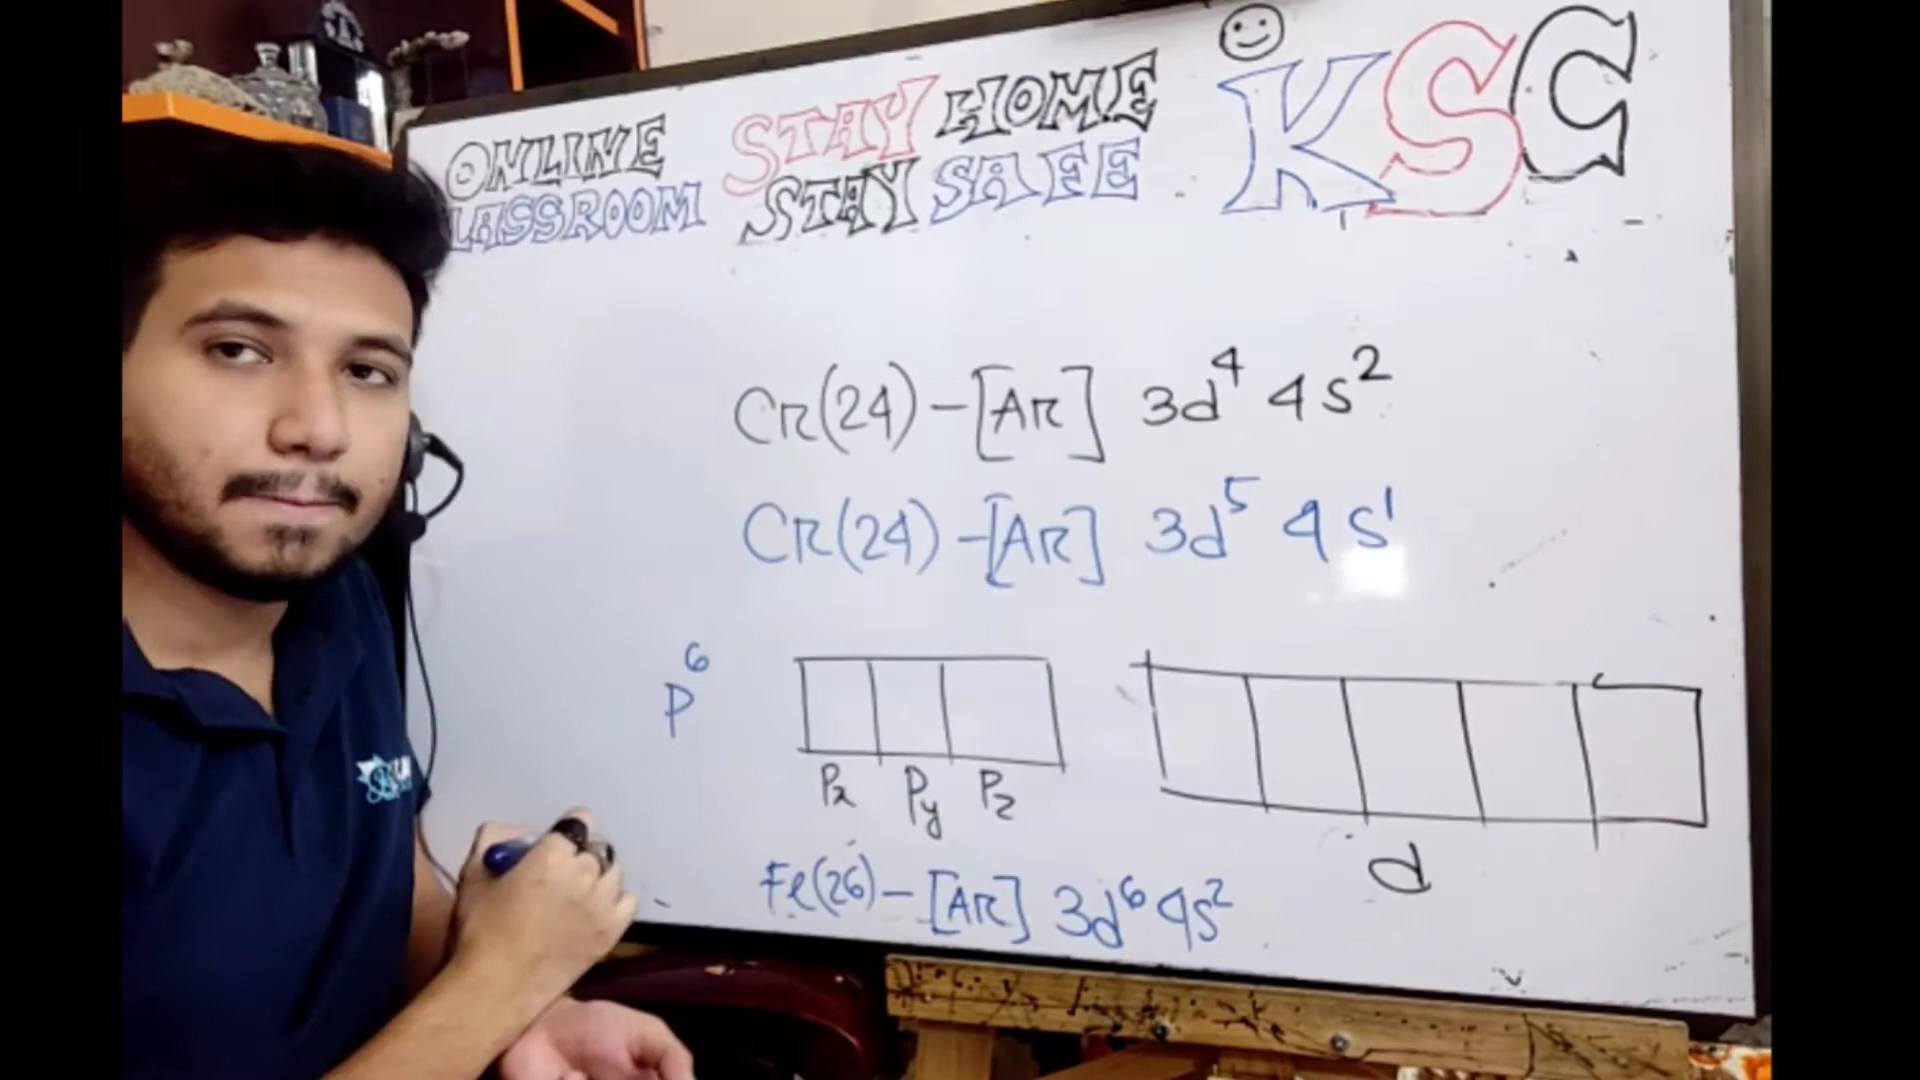 ONLINE
CLASSROOM
STAY HOME
STAY SAFE
KSC
Cr(24) - [Ar] 3d⁴ 4s²
Cr(24) - [Ar] 3d⁵ 4s¹
p⁶
Px Py Pz
d
Fe(26) - [Ar] 3d⁶ 4s²